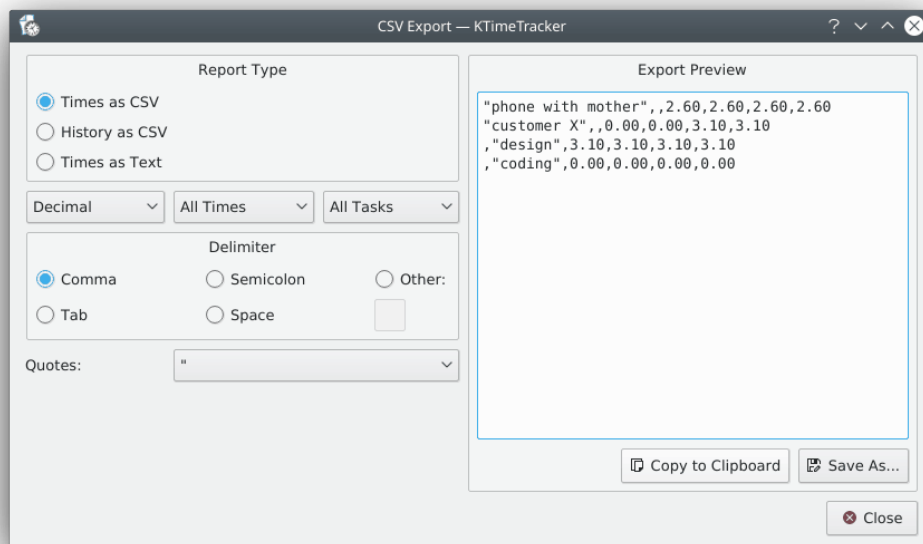 CSV Export — KTimeTracker
Report Type
Times as CSV
History as CSV
Times as Text
Decimal
All Times
All Tasks
Delimiter
Comma
Semicolon
Other:
Tab
Space
Quotes:
"
Export Preview
"phone with mother",,2.60,2.60,2.60,2.60
"customer X",,0.00,0.00,3.10,3.10
,"design",3.10,3.10,3.10,3.10
,"coding",0.00,0.00,0.00,0.00
Copy to Clipboard
Save As...
Close